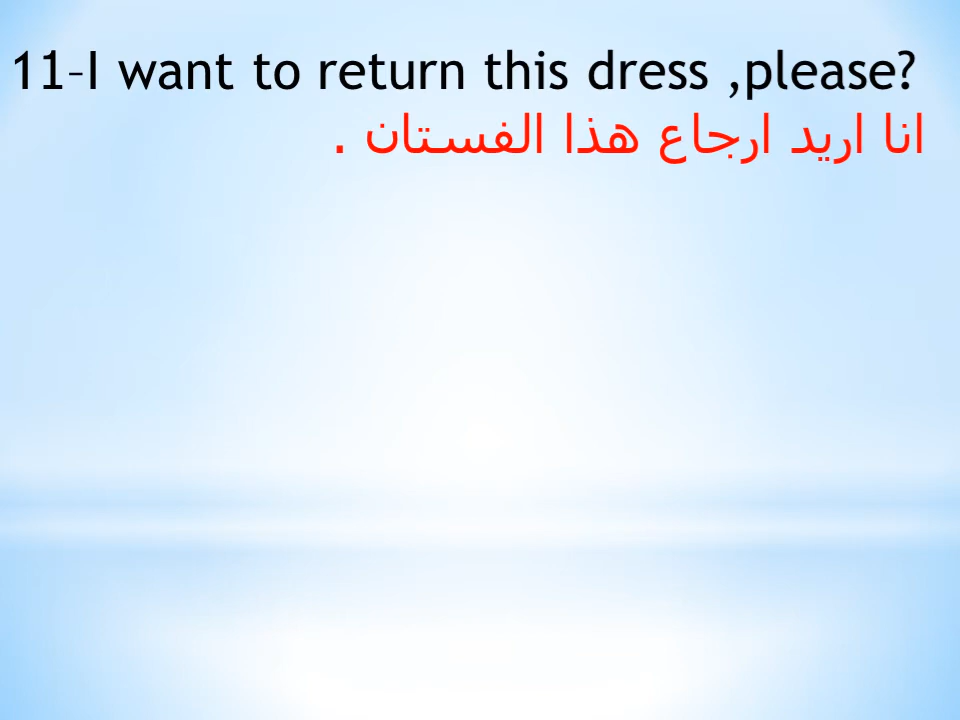 11–I want to return this dress ,please?
انا اريد ارجاع هذا الفستان .